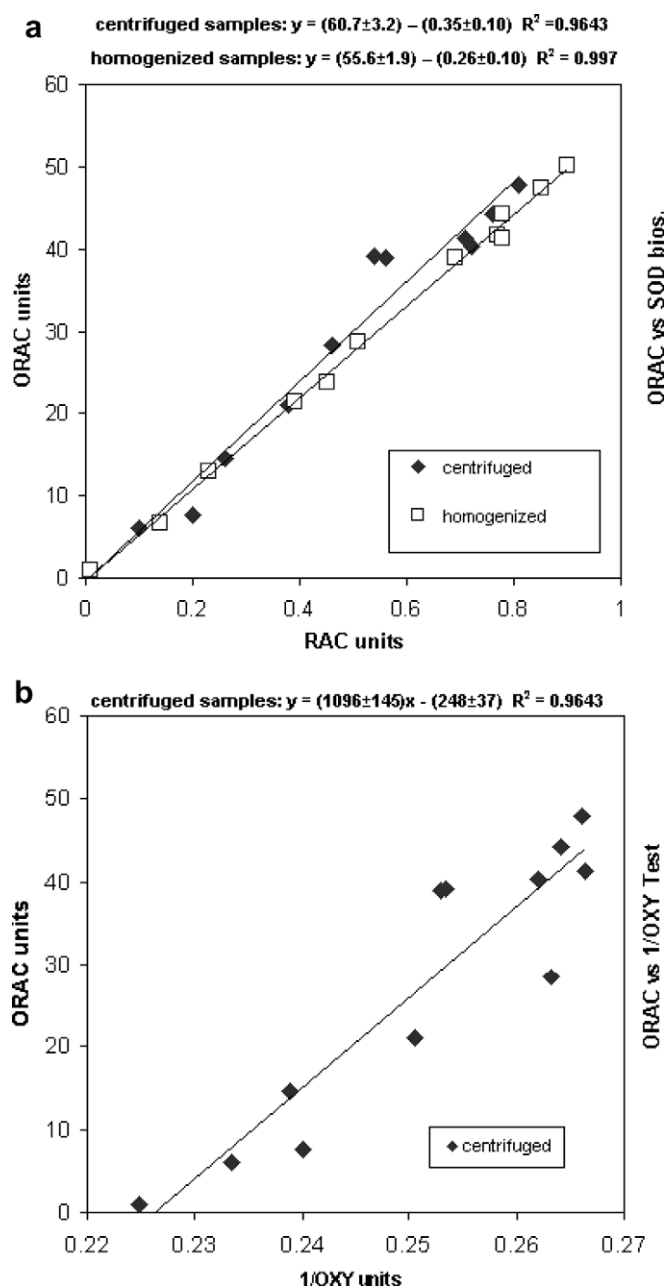 a
centrifuged samples: y = (60.7±3.2) – (0.35±0.10) R² =0.9643
homogenized samples: y = (55.6±1.9) – (0.26±0.10) R² = 0.997
60
50
40
30
20
10
0
ORAC units
ORAC vs SOD bios.
centrifuged
homogenized
0 0.2 0.4 0.6 0.8 1
RAC units
b
centrifuged samples: y = (1096±145)x - (248±37) R² = 0.9643
60
50
40
30
20
10
0
ORAC units
ORAC vs 1/OXY Test
centrifuged
0.22 0.23 0.24 0.25 0.26 0.27
1/OXY units